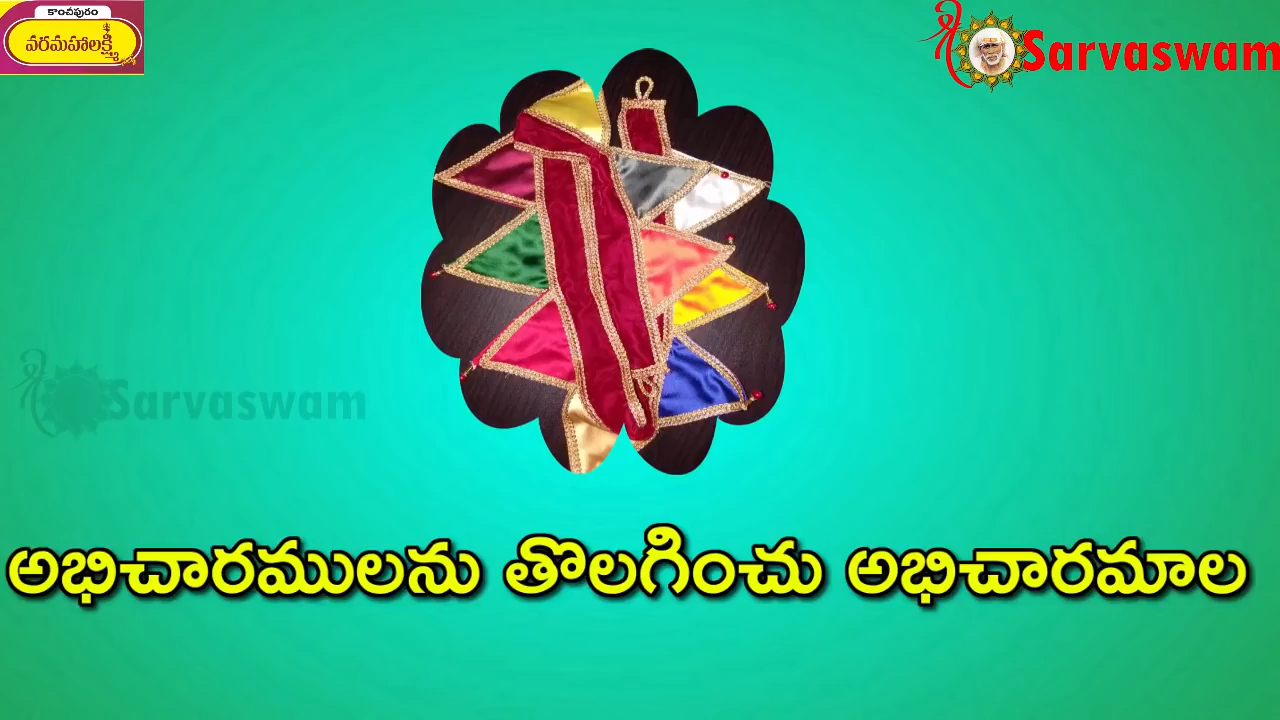 కాంచీపురం
వరమహాలక్ష్మి
శ్రీ Sarvaswam
శ్రీ Sarvaswam
అభిచారములను తొలగించు అభిచారమాల